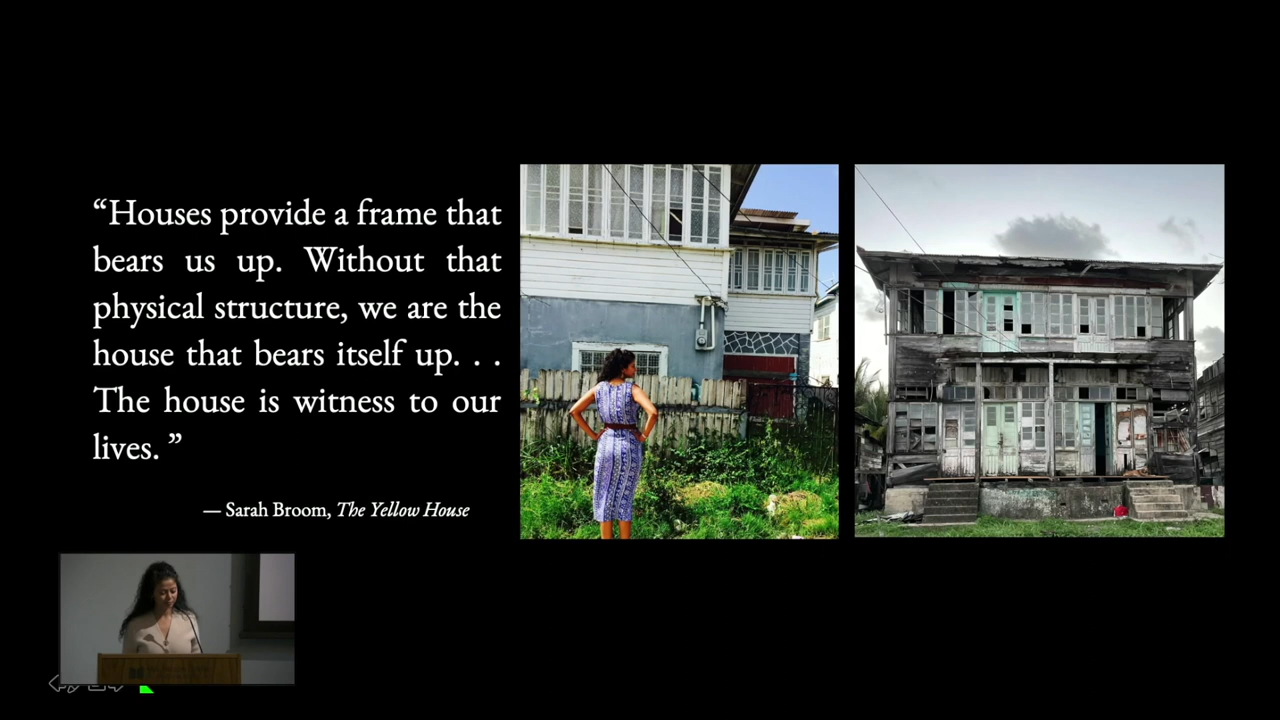 “Houses provide a frame that
bears us up. Without that
physical structure, we are the
house that bears itself up. . .
The house is witness to our
lives. ”
— Sarah Broom, The Yellow House